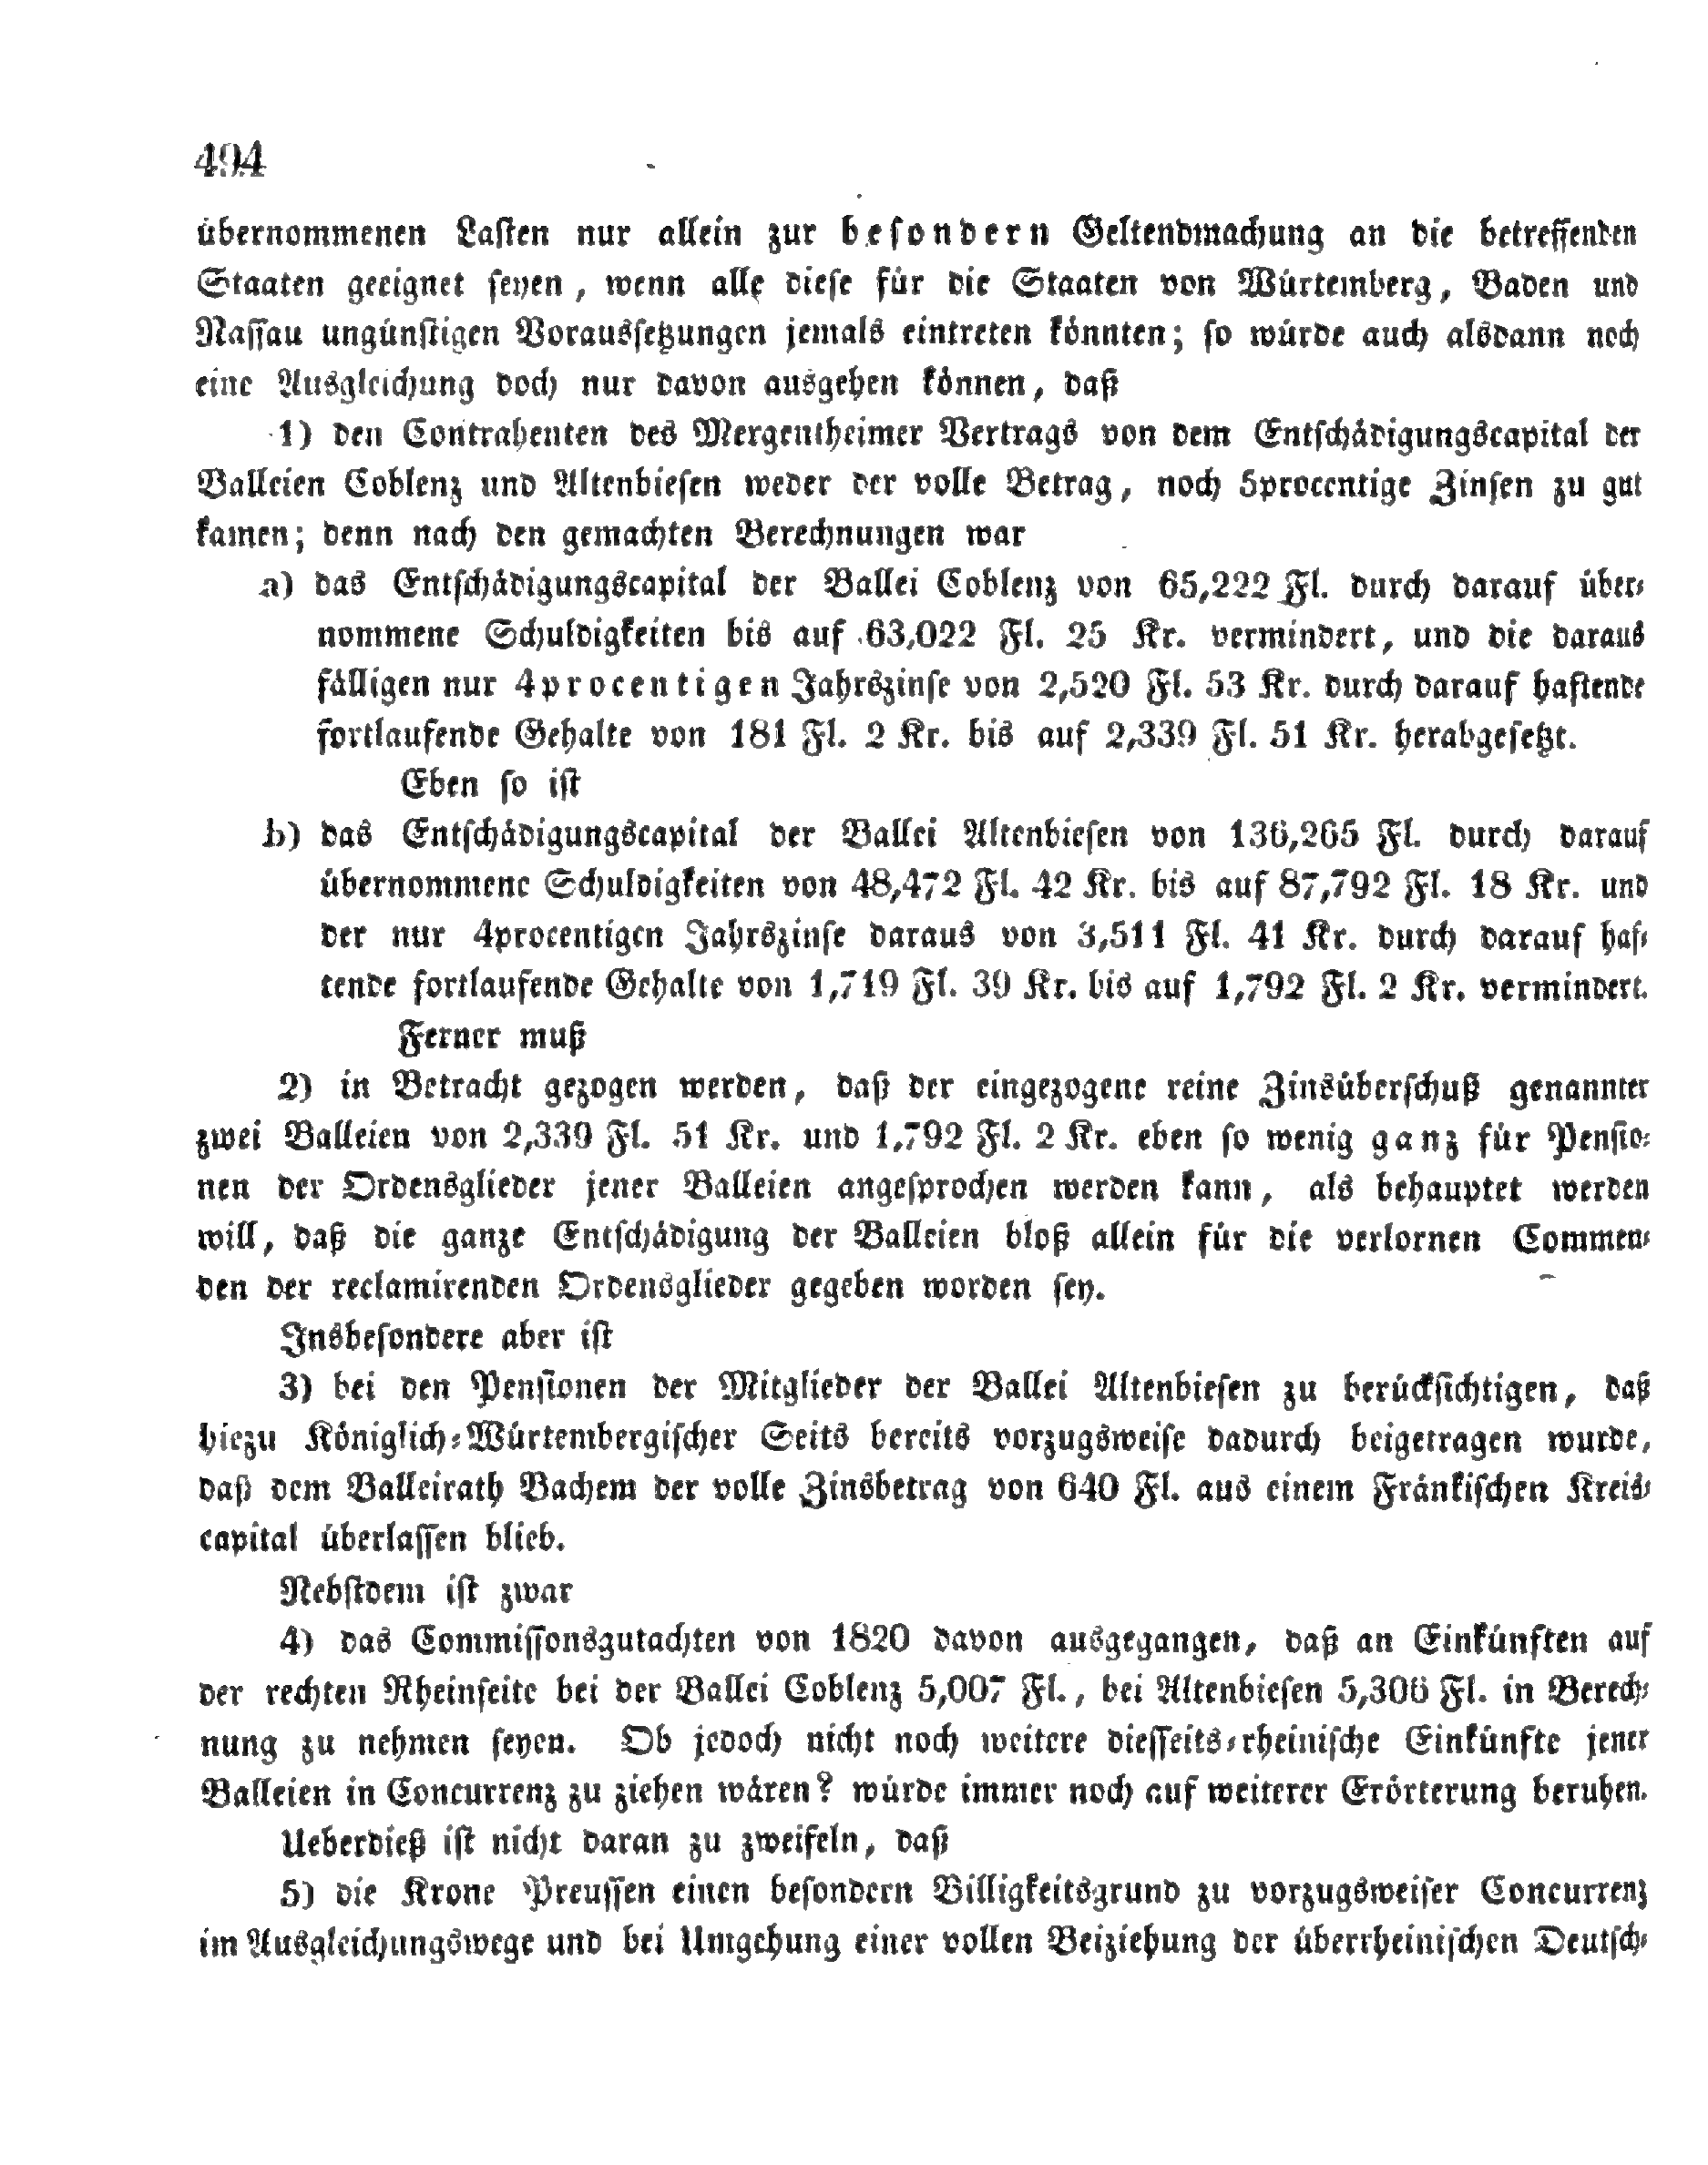 494
übernommenen Lasten nur allein zur besondern Geltendmachung an die betreffenden
Staaten geeignet seyen, wenn alle diese für die Staaten von Würtemberg, Baden und
Nassau ungünstigen Voraussetzungen jemals eintreten könnten; so würde auch alsdann noch
eine Ausgleichung doch nur davon ausgehen können, daß
1) den Contrahenten des Mergentheimer Vertrags von dem Entschädigungscapital der
Balleien Coblenz und Altenbiesen weder der volle Betrag, noch 5procentige Zinsen zu gut
kamen; denn nach den gemachten Berechnungen war
a) das Entschädigungscapital der Ballei Coblenz von 65,222 Fl. durch darauf über-
nommene Schuldigkeiten bis auf 63,022 Fl. 25 Kr. vermindert, und die daraus
fälligen nur 4procentigen Jahrszinse von 2,520 Fl. 53 Kr. durch darauf haftende
fortlaufende Gehalte von 181 Fl. 2 Kr. bis auf 2,339 Fl. 51 Kr. herabgesetzt.
Eben so ist
b) das Entschädigungscapital der Ballei Altenbiesen von 136,265 Fl. durch darauf
übernommene Schuldigkeiten von 48,472 Fl. 42 Kr. bis auf 87,792 Fl. 18 Kr. und
der nur 4procentigen Jahrszinse daraus von 3,511 Fl. 41 Kr. durch darauf haf-
tende fortlaufende Gehalte von 1,719 Fl. 39 Kr. bis auf 1,792 Fl. 2 Kr. vermindert.
Ferner muß
2) in Betracht gezogen werden, daß der eingezogene reine Zinsüberschuß genannter
zwei Balleien von 2,339 Fl. 51 Kr. und 1,792 Fl. 2 Kr. eben so wenig ganz für Pensio-
nen der Ordensglieder jener Balleien angesprochen werden kann, als behauptet werden
will, daß die ganze Entschädigung der Balleien bloß allein für die verlornen Commen-
den der reclamirenden Ordensglieder gegeben worden sey.
Insbesondere aber ist
3) bei den Pensionen der Mitglieder der Ballei Altenbiesen zu berücksichtigen, daß
hiezu Königlich-Würtembergischer Seits bereits vorzugsweise dadurch beigetragen wurde,
daß dem Balleirath Bachem der volle Zinsbetrag von 640 Fl. aus einem Fränkischen Kreis-
capital überlassen blieb.
Nebstdem ist zwar
4) das Commissonsgutachten von 1820 davon ausgegangen, daß an Einkünften auf
der rechten Rheinseite bei der Ballei Coblenz 5,007 Fl., bei Altenbiesen 5,306 Fl. in Berech-
nung zu nehmen seyen. Ob jedoch nicht noch weitere diesseits-rheinische Einkünfte jener
Balleien in Concurrenz zu ziehen wären? würde immer noch auf weiterer Erörterung beruhen.
Ueberdieß ist nicht daran zu zweifeln, daß
5) die Krone Preussen einen besondern Billigkeitsgrund zu vorzugsweiser Concurrenz
im Ausgleichungswege und bei Umgehung einer vollen Beiziehung der überrheinischen Deutsch-